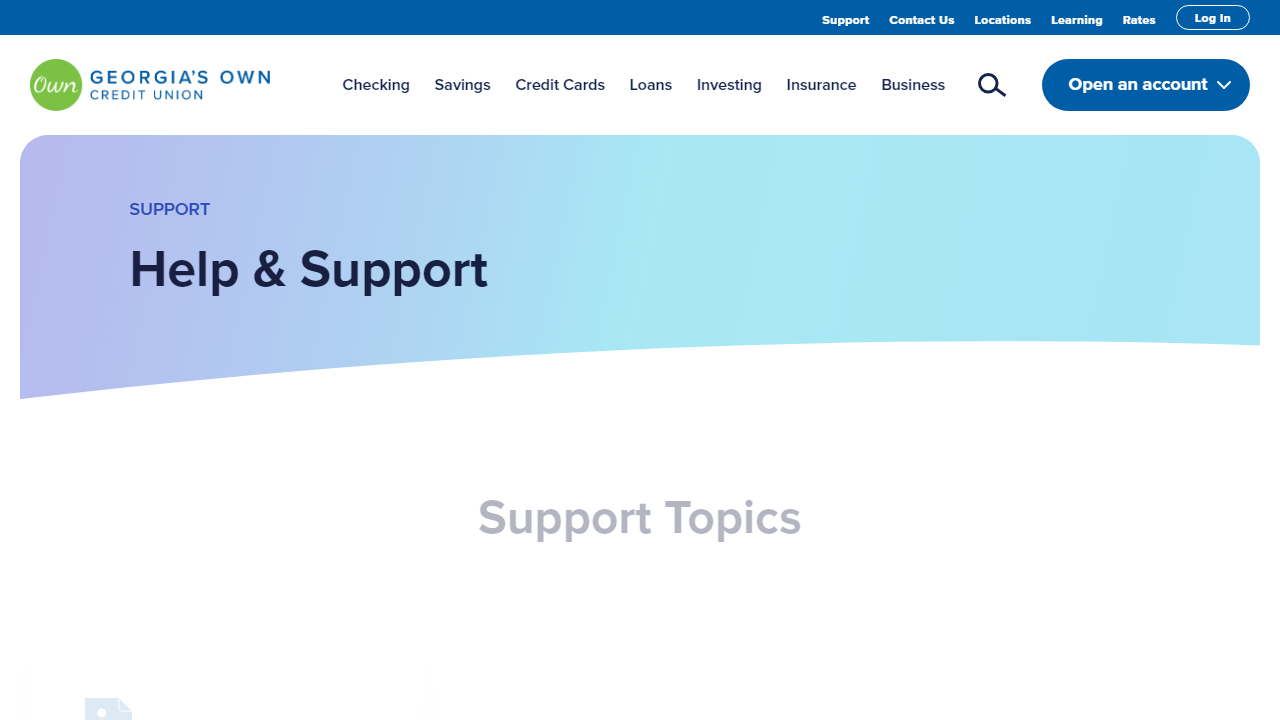 Support Contact Us Locations Learning Rates Log In
Own GEORGIA'S OWN
CREDIT UNION
Checking Savings Credit Cards Loans Investing Insurance Business Open an account
SUPPORT
Help & Support
Support Topics